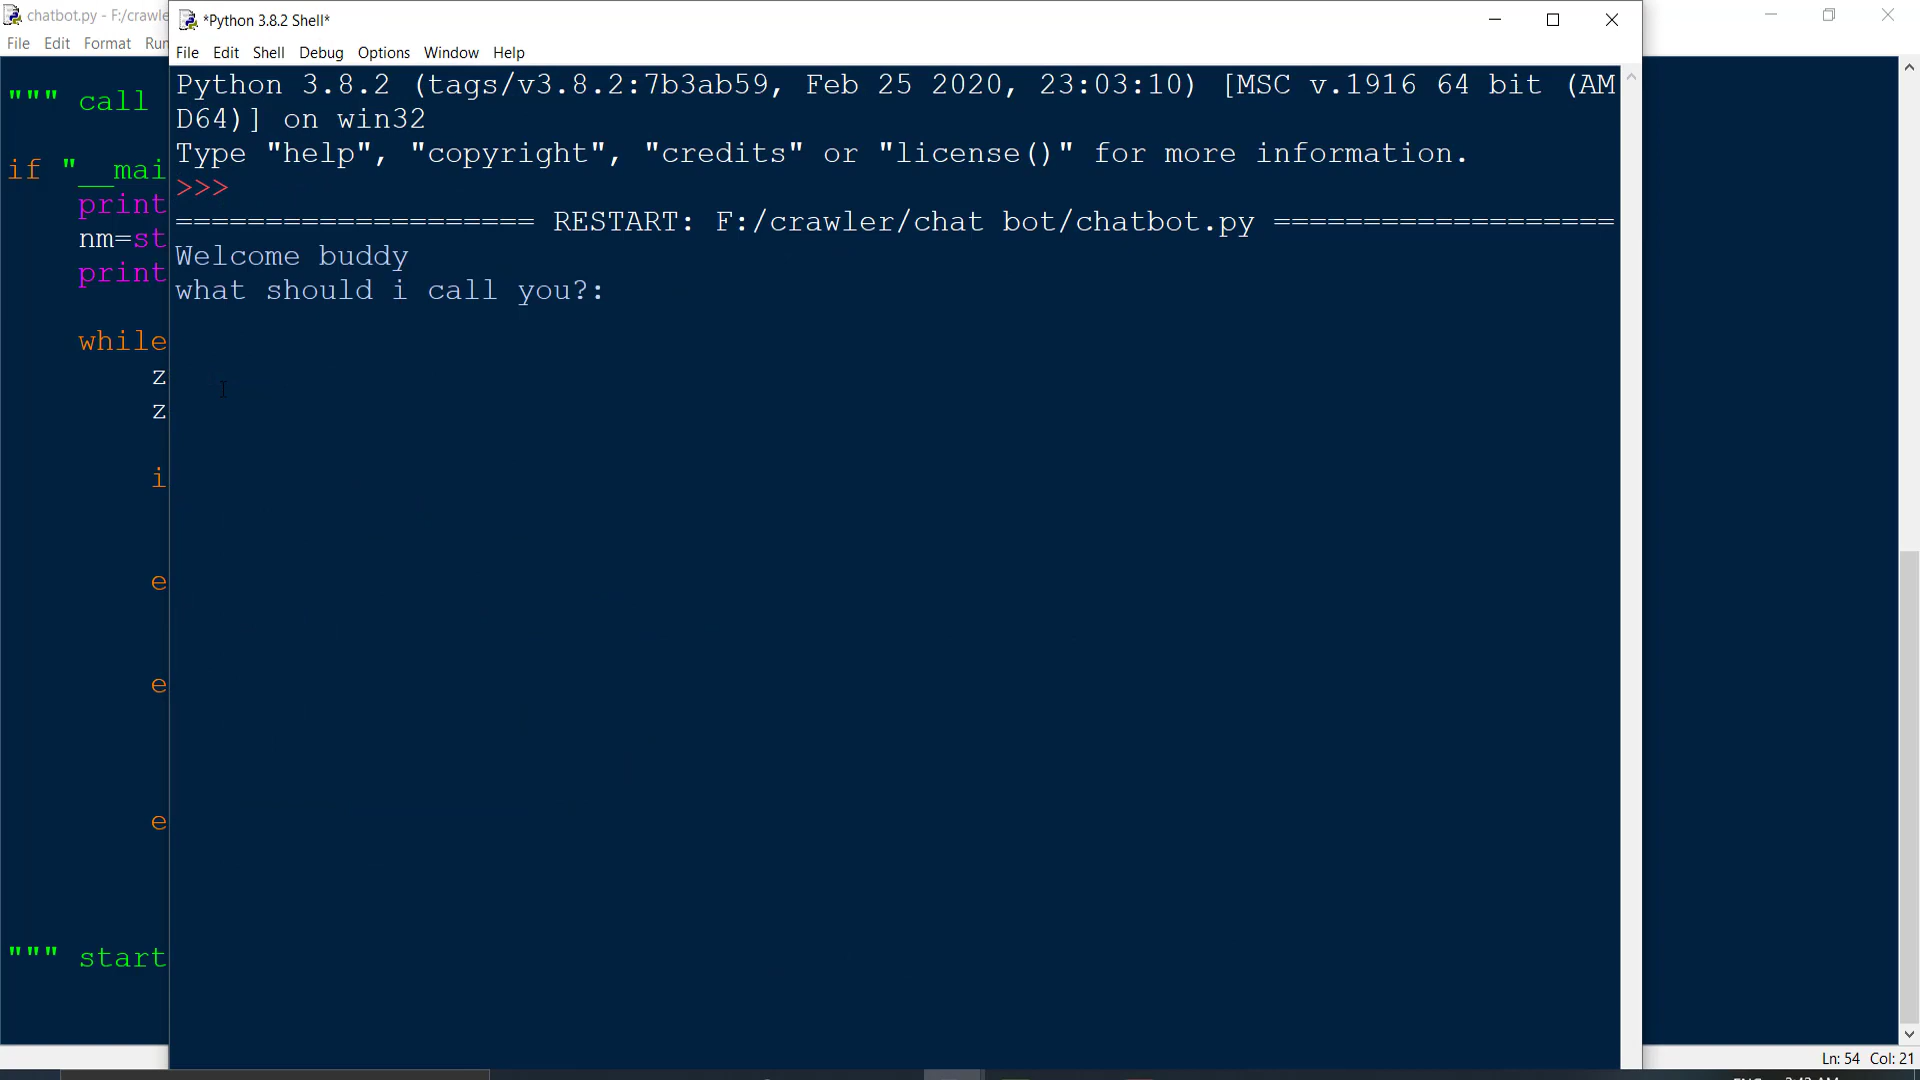 chatbot.py - F:/crawle
File Edit Format Run
""" call
if "__mai
print
nm=st
print
while
z
z
i
e
e
e
""" start
*Python 3.8.2 Shell*
File Edit Shell Debug Options Window Help
Python 3.8.2 (tags/v3.8.2:7b3ab59, Feb 25 2020, 23:03:10) [MSC v.1916 64 bit (AM
D64)] on win32
Type "help", "copyright", "credits" or "license()" for more information.
>>>
==================== RESTART: F:/crawler/chat bot/chatbot.py ===================
Welcome buddy
what should i call you?:
Ln: 54 Col: 21